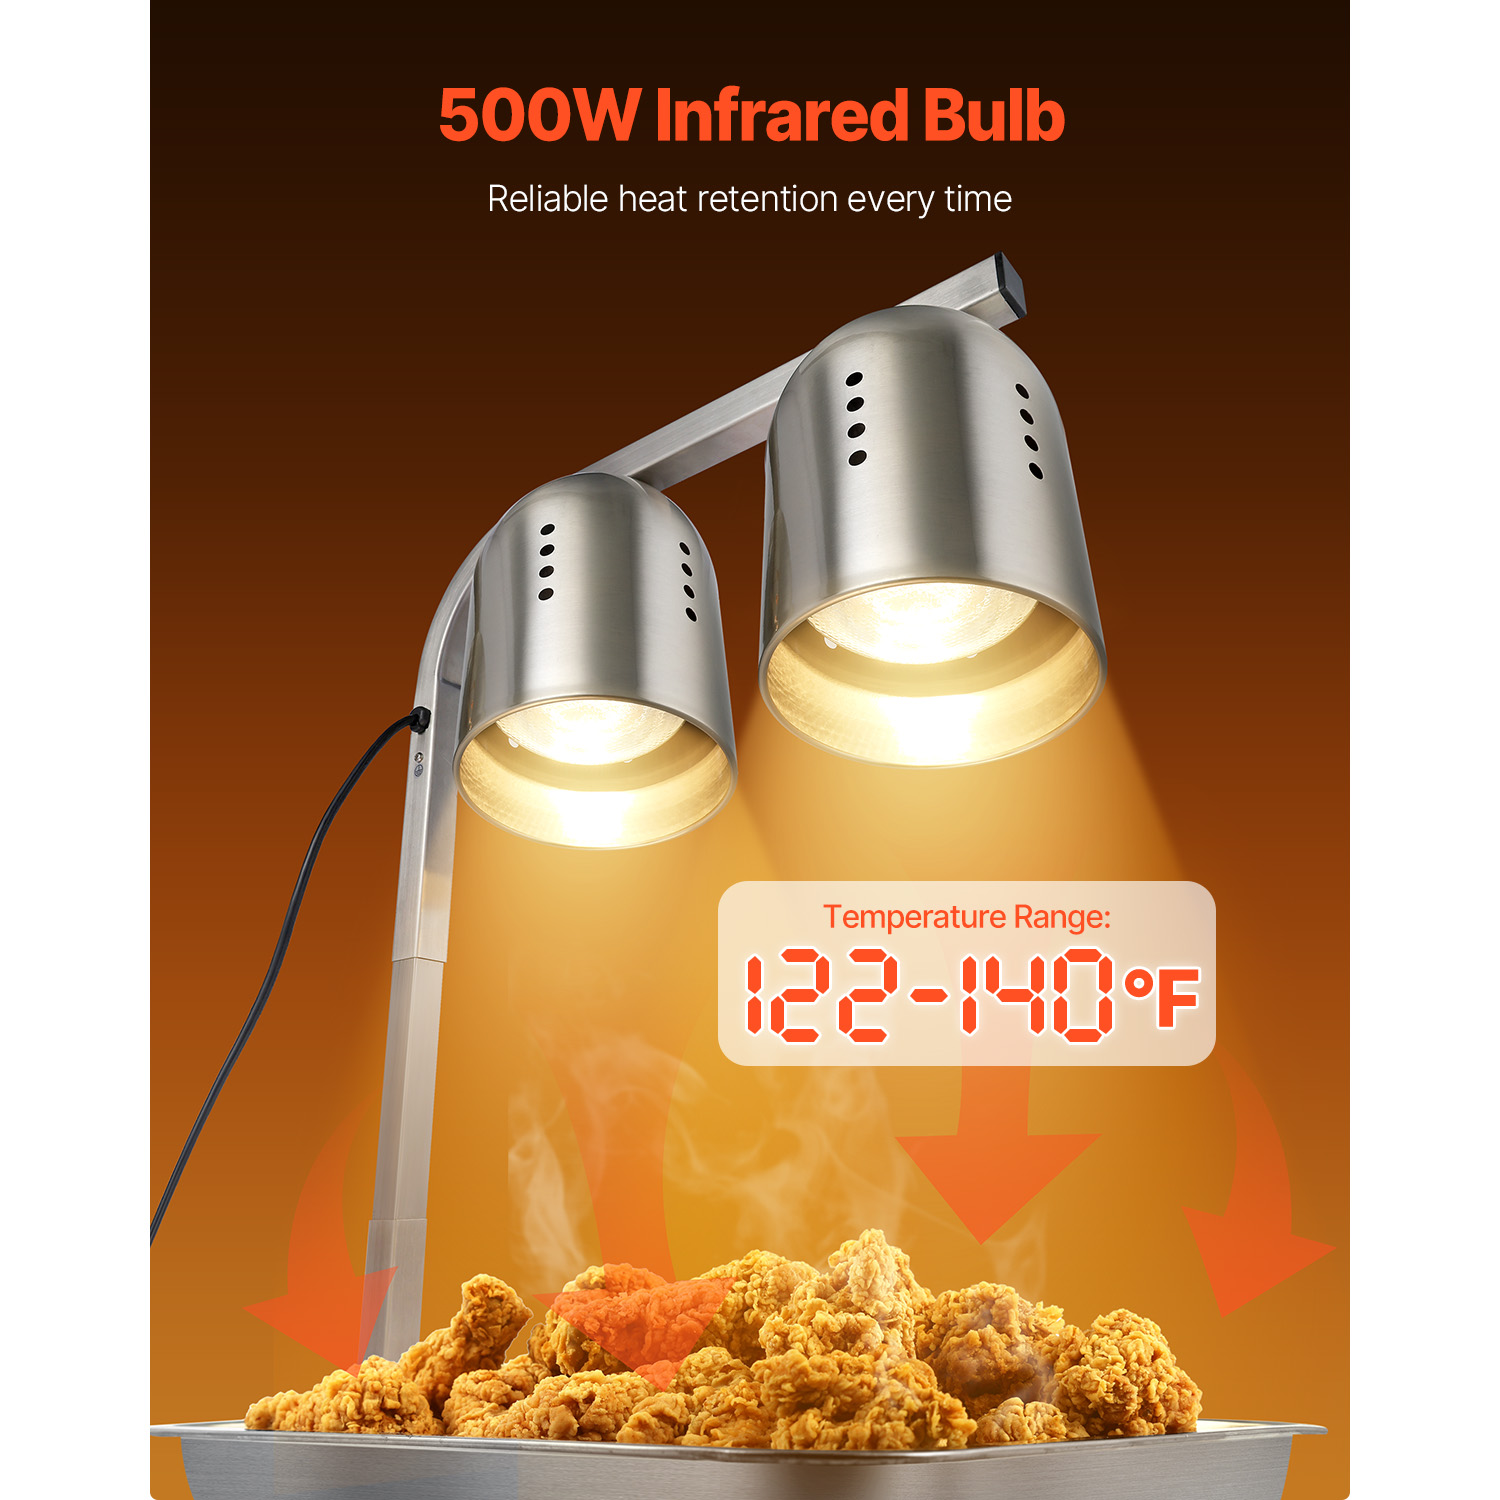 500W Infrared Bulb
Reliable heat retention every time
Temperature Range:
122-140°F